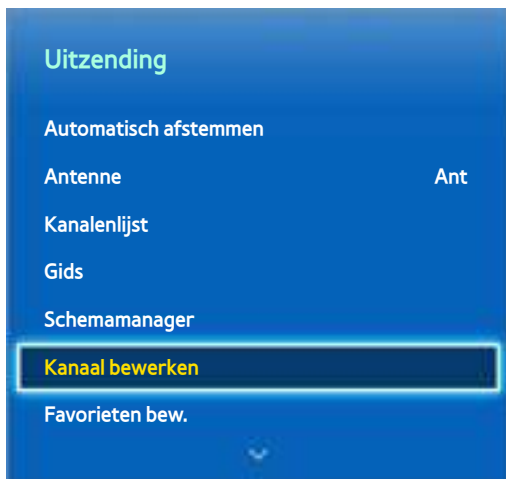 Uitzending
Automatisch afstemmen
Antenne Ant
Kanalenlijst
Gids
Schemamanager
Kanaal bewerken
Favorieten bew.